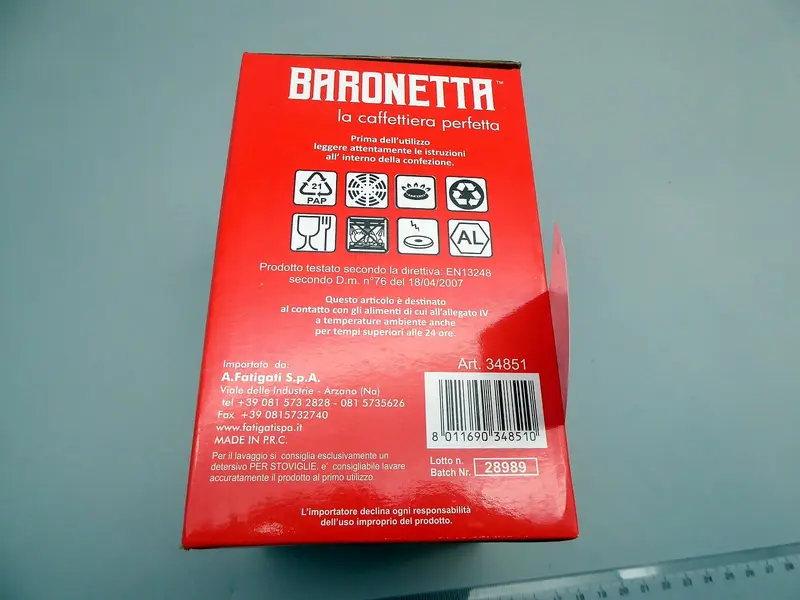 BARONETTA™
la caffettiera perfetta
Prima dell'utilizzo
leggere attentamente le istruzioni
all' interno della confezione.
21
PAP
AL
Prodotto testato secondo la direttiva: EN13248
secondo D.m. n°76 del 18/04/2007
Questo articolo è destinato
al contatto con gli alimenti di cui all'allegato IV
a temperature ambiente anche
per tempi superiori alle 24 ore.
Importato da:
A.Fatigati S.p.A.
Viale delle Industrie - Arzano (Na)
tel +39 081 573 2828 - 081 5735626
Fax +39 0815732740
www.fatigatispa.it
MADE IN P.R.C.
Art. 34851
8 011690 348510
Lotto n.
Batch Nr. 28989
Per il lavaggio si consiglia esclusivamente un
detersivo PER STOVIGLIE. e' consigliabile lavare
accuratamente il prodotto al primo utilizzo.
L'importatore declina ogni responsabilità
dell'uso improprio del prodotto.